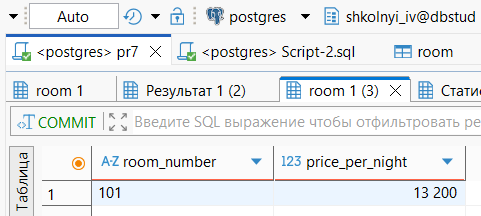 Auto postgres shkolnyi_iv@dbstud
<postgres> pr7 <postgres> Script-2.sql room
room 1 Результат 1 (2) room 1 (3) Стати
COMMIT Введите SQL выражение чтобы отфильтровать ре
Таблица
A-Z room_number 123 price_per_night
1 101 13 200